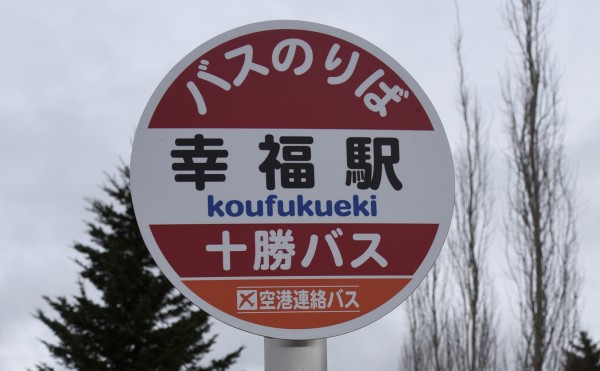 バスのりば
幸福駅
koufukueki
十勝バス
空港連絡バス